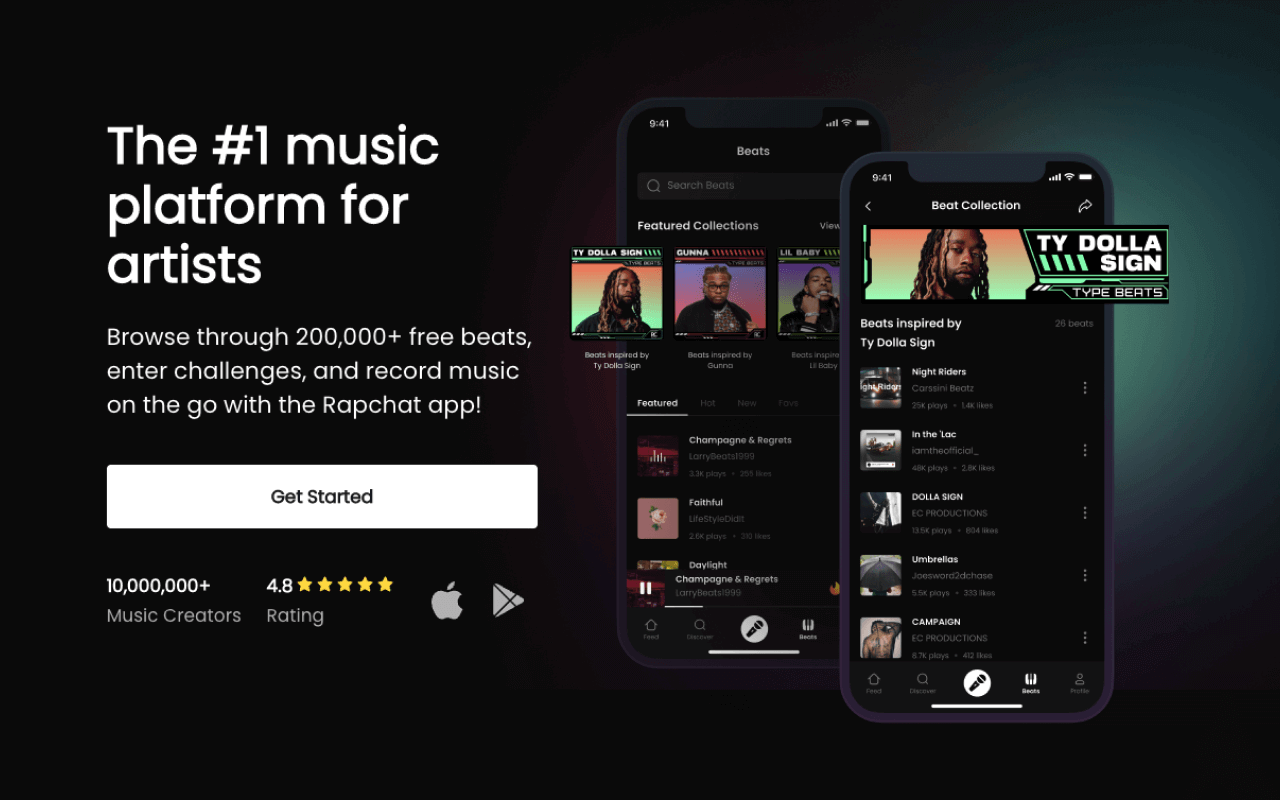 The #1 music
platform for
artists
Browse through 200,000+ free beats,
enter challenges, and record music
on the go with the Rapchat app!
Get Started
10,000,000+
Music Creators
4.8
Rating
9:41
Beats
Search Beats
Featured Collections
View
TY DOLLA SIGN
TYPE BEATS
GUNNA
TYPE BEATS
LIL BABY
Beats inspired by
Ty Dolla Sign
Beats inspired by
Gunna
Beats inspire
Lil Baby
Featured
Hot
New
Favs
Champagne & Regrets
LarryBeats1999
3.3K plays • 256 likes
Faithful
LifeStyleDidIt
2.6K plays • 310 likes
Daylight
Champagne & Regrets
LarryBeats1999
Feed
Discover
Beats
9:41
Beat Collection
TY DOLLA
$IGN
TYPE BEATS
Beats inspired by
Ty Dolla Sign
26 beats
Night Riders
Carssini Beatz
25K plays • 1.4K likes
In the 'Lac
iamtheofficial_
48K plays • 2.8K likes
DOLLA SIGN
EC PRODUCTIONS
13.5K plays • 804 likes
Umbrellas
Joesword2dchase
5.5K plays • 333 likes
CAMPAIGN
EC PRODUCTIONS
8.7K plays • 412 likes
Feed
Discover
Beats
Profile